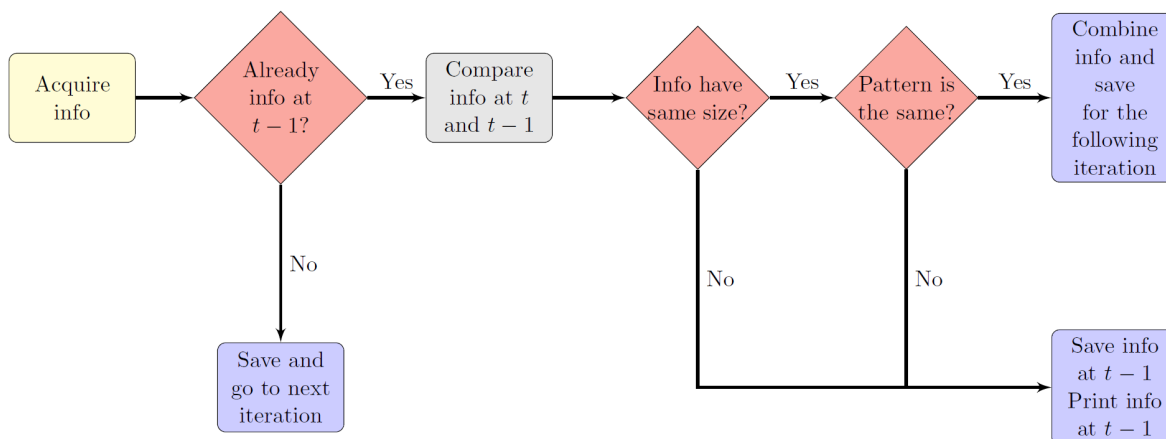 Acquire
info
Already
info at
t − 1?
Yes
Compare
info at t
and t − 1
Info have
same size?
Yes
Pattern is
the same?
Yes
Combine
info and
save
for the
following
iteration
No
Save and
go to next
iteration
No
No
Save info
at t − 1
Print info
at t − 1